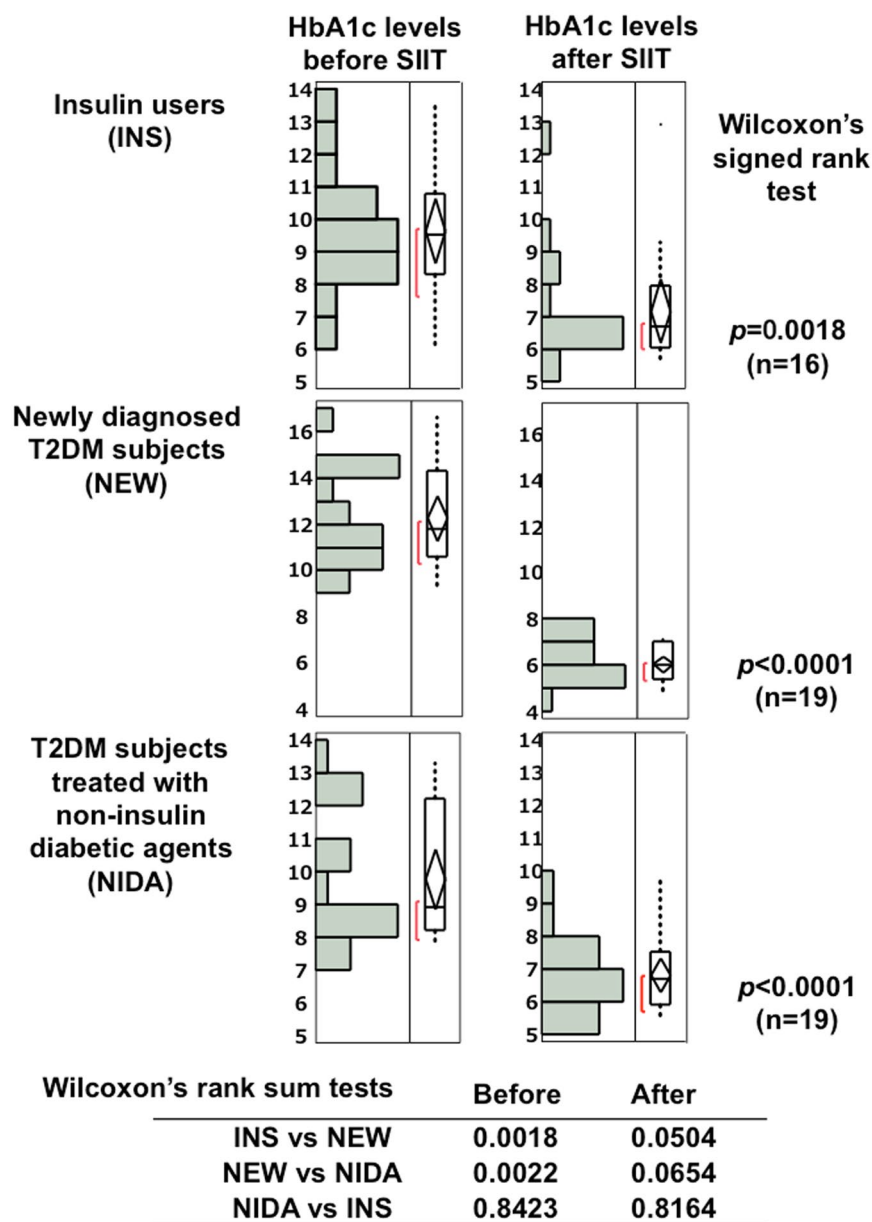 HbA1c levels
before SIIT
HbA1c levels
after SIIT
Insulin users
(INS)
14
13
12
11
10
9
8
7
6
5
14
13
12
11
10
9
8
7
6
5
Wilcoxon's
signed rank
test
p=0.0018
(n=16)
Newly diagnosed
T2DM subjects
(NEW)
16
14
12
10
8
6
4
16
14
12
10
8
6
4
p<0.0001
(n=19)
T2DM subjects
treated with
non-insulin
diabetic agents
(NIDA)
14
13
12
11
10
9
8
7
6
5
14
13
12
11
10
9
8
7
6
5
p<0.0001
(n=19)
Wilcoxon's rank sum tests Before After
INS vs NEW 0.0018 0.0504
NEW vs NIDA 0.0022 0.0654
NIDA vs INS 0.8423 0.8164